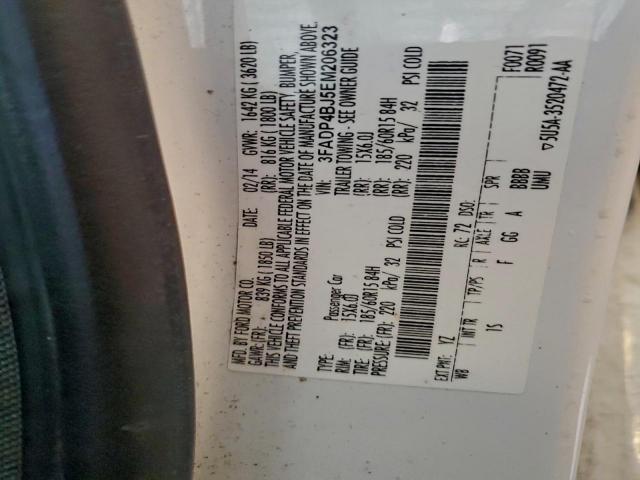 MFD. BY FORD MOTOR CO.
DATE: 02/14 GVWR: 1642 KG ( 3620 LB)
GAWR: (FR): 839 KG ( 1850 LB) (RR): 816 KG ( 1800 LB)
THIS VEHICLE CONFORMS TO ALL APPLICABLE FEDERAL MOTOR VEHICLE SAFETY, BUMPER,
AND THEFT PREVENTION STANDARDS IN EFFECT ON THE DATE OF MANUFACTURE SHOWN ABOVE.
VIN: 3FADP4BJ5EM206323
Passenger Car TRAILER TOWING - SEE OWNER GUIDE
RIM: (FR): 15X6.0J (RR): 15X6.0J
TIRE: (FR): 185/60R15 84H (RR): 185/60R15 84H
PRESSURE: (FR): 220 kPa/ 32 PSI COLD (RR): 220 kPa/ 32 PSI COLD
F0071
R0091
EXT PNT: YZ RC: 72 DSO:
WB INT TR TP/PS R AXLE TR SPR
IS F GG A BBBB
UMU
5U5A-3520472-AA